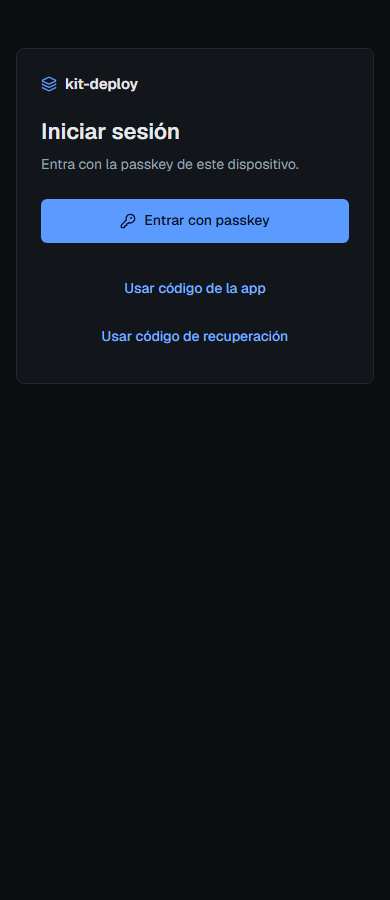 kit-deploy
Iniciar sesión
Entra con la passkey de este dispositivo.
Entrar con passkey
Usar código de la app
Usar código de recuperación